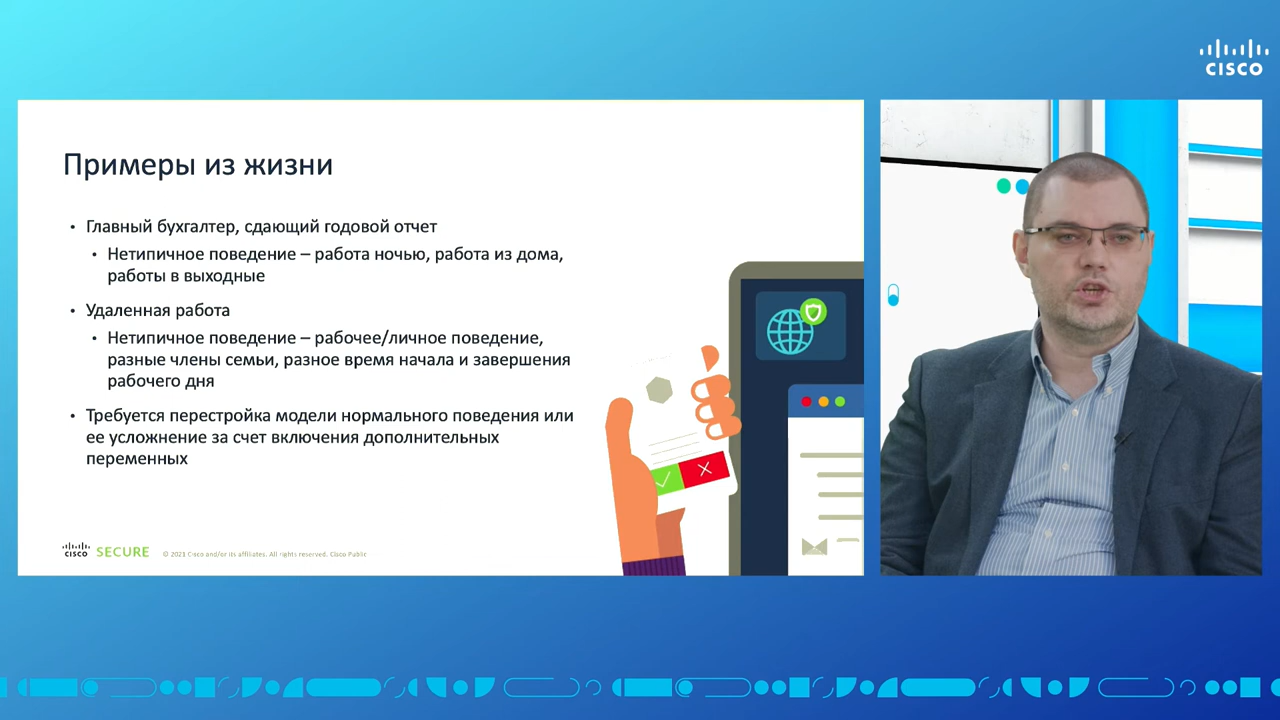 CISCO
Примеры из жизни
• Главный бухгалтер, сдающий годовой отчет
• Нетипичное поведение – работа ночью, работа из дома,
работы в выходные
• Удаленная работа
• Нетипичное поведение – рабочее/личное поведение,
разные члены семьи, разное время начала и завершения
рабочего дня
• Требуется перестройка модели нормального поведения или
ее усложнение за счет включения дополнительных
переменных
CISCO SECURE © 2021 Cisco and/or its affiliates. All rights reserved. Cisco Public